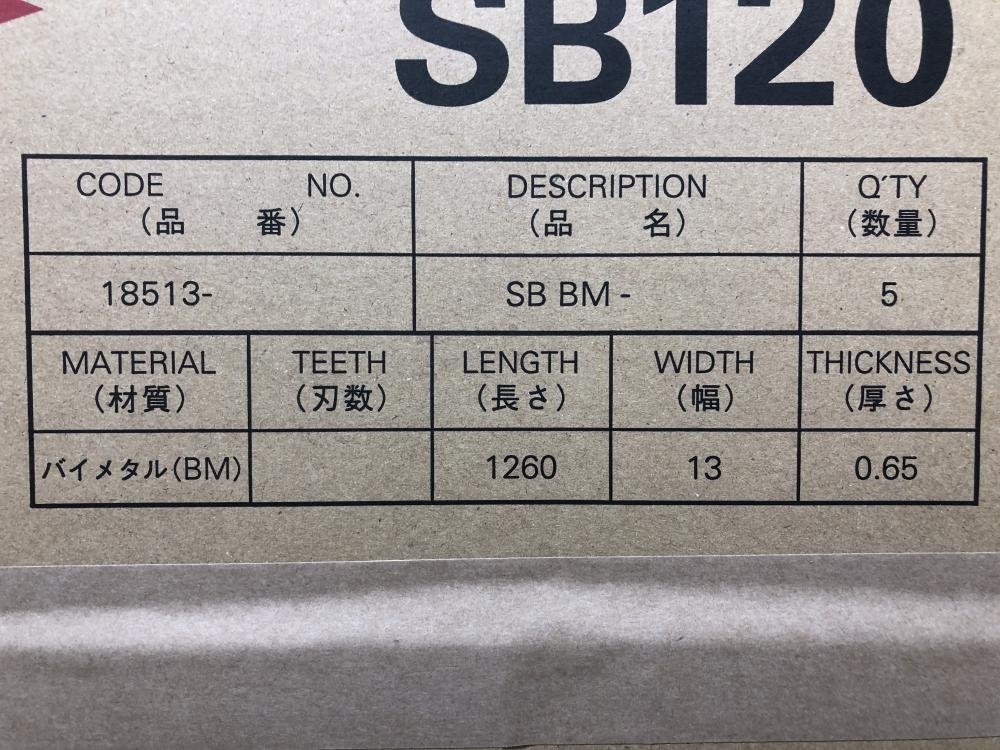 SB120
CODE NO. DESCRIPTION Q'TY
(品 番) (品 名) (数量)
18513- SB BM - 5
MATERIAL TEETH LENGTH WIDTH THICKNESS
(材質) (刃数) (長さ) (幅) (厚さ)
バイメタル(BM) 1260 13 0.65